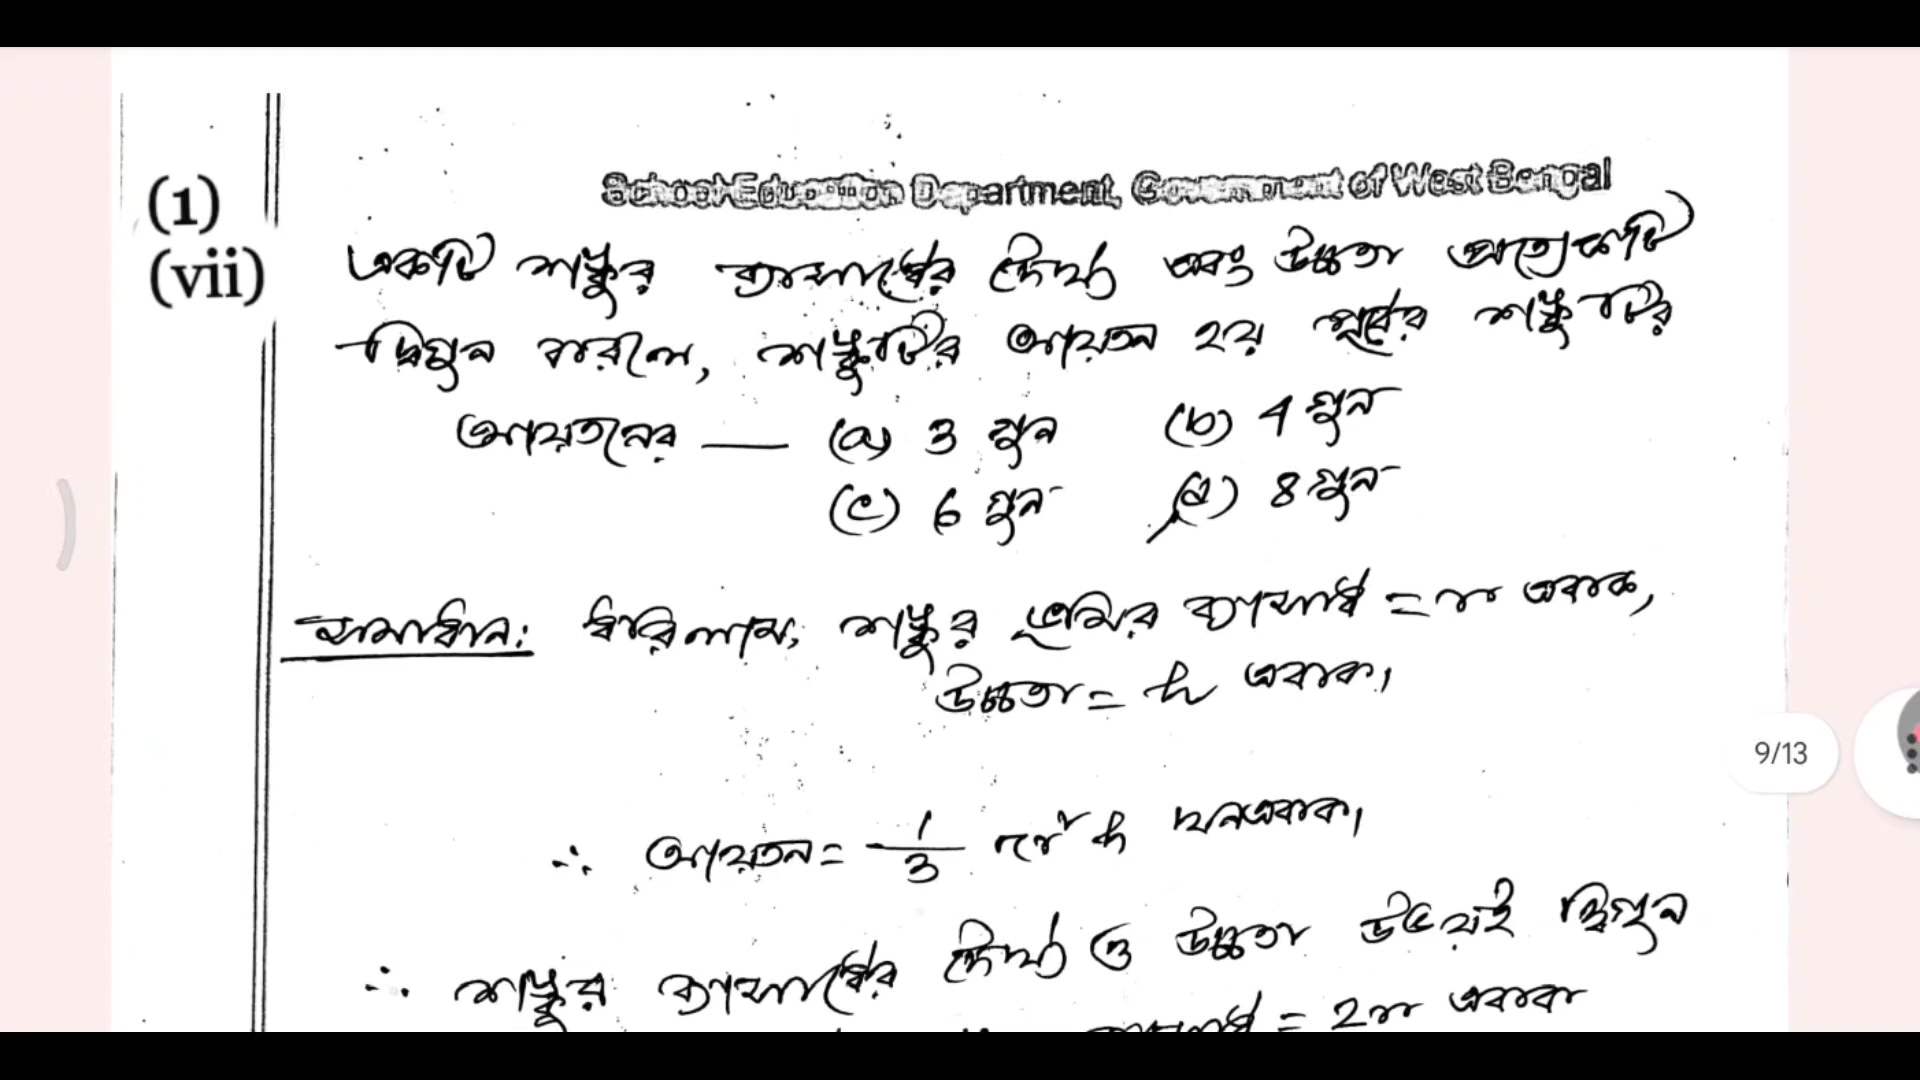 School Education Department, Government of West Bengal
(1)
(vii)
একটি শঙ্কুর ব্যাসার্ধের দৈর্ঘ্য এবং উচ্চতা প্রত্যেকটি
দ্বিগুন করলে, শঙ্কুটির আয়তন হয় পূর্বের শঙ্কুটির
আয়তনের — (a) 3 গুন (b) 4 গুন
(c) 6 গুন (d) 8 গুন
সমাধান: ধরিলাম, শঙ্কুর ভূমির ব্যাসার্ধ = r একক,
উচ্চতা = h একক।
∴ আয়তন = 1/3 πr² h ঘনএকক।
∴ শঙ্কুর ব্যাসার্ধের দৈর্ঘ্য ও উচ্চতা উভয়ই দ্বিগুন
= 2r একক
9/13